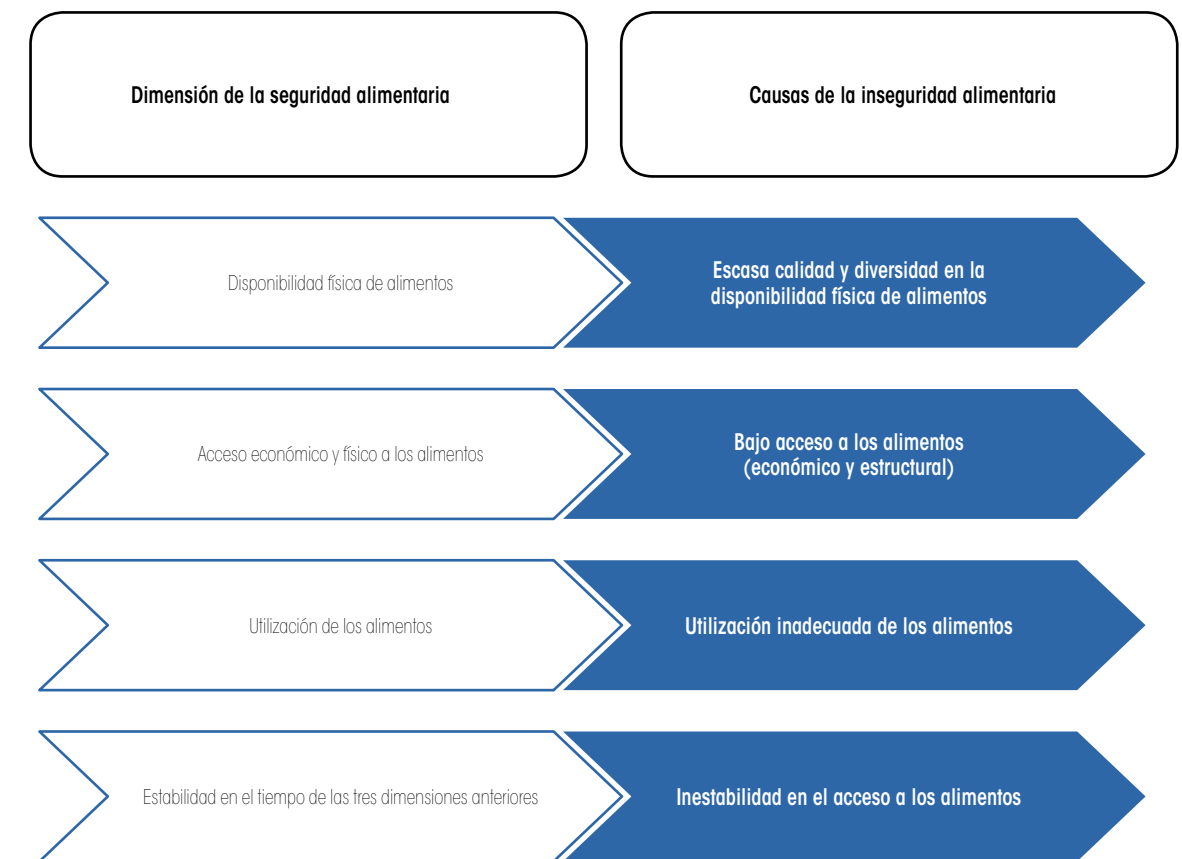 Dimensión de la seguridad alimentaria
Causas de la inseguridad alimentaria
Disponibilidad física de alimentos
Escasa calidad y diversidad en la
disponibilidad física de alimentos
Acceso económico y físico a los alimentos
Bajo acceso a los alimentos
(económico y estructural)
Utilización de los alimentos
Utilización inadecuada de los alimentos
Estabilidad en el tiempo de las tres dimensiones anteriores
Inestabilidad en el acceso a los alimentos